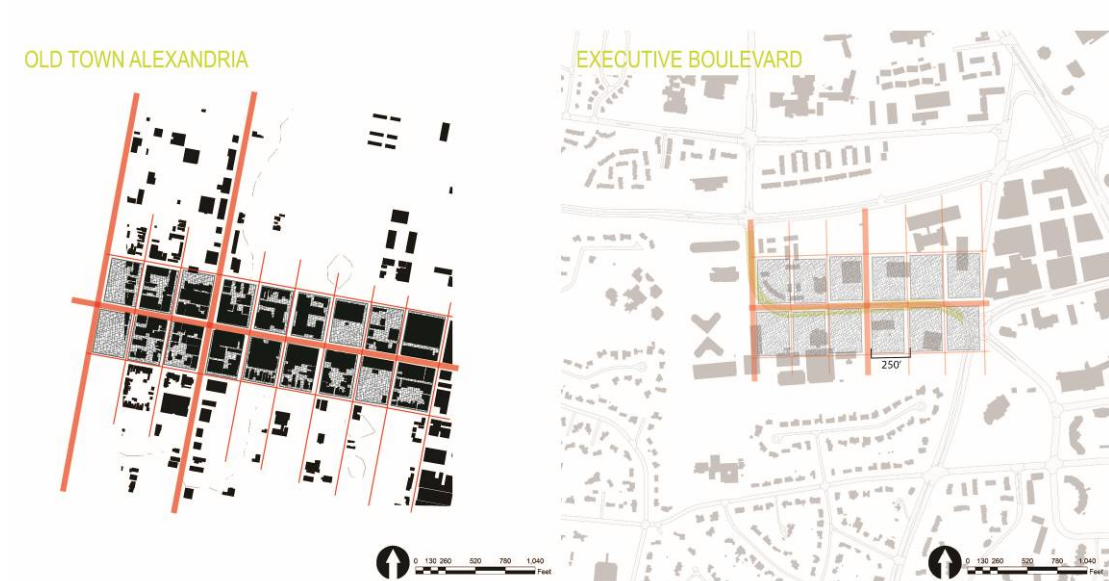 OLD TOWN ALEXANDRIA
EXECUTIVE BOULEVARD
250'
0 130 260 520 780 1,040
Feet
0 130 260 520 780 1,040
Feet